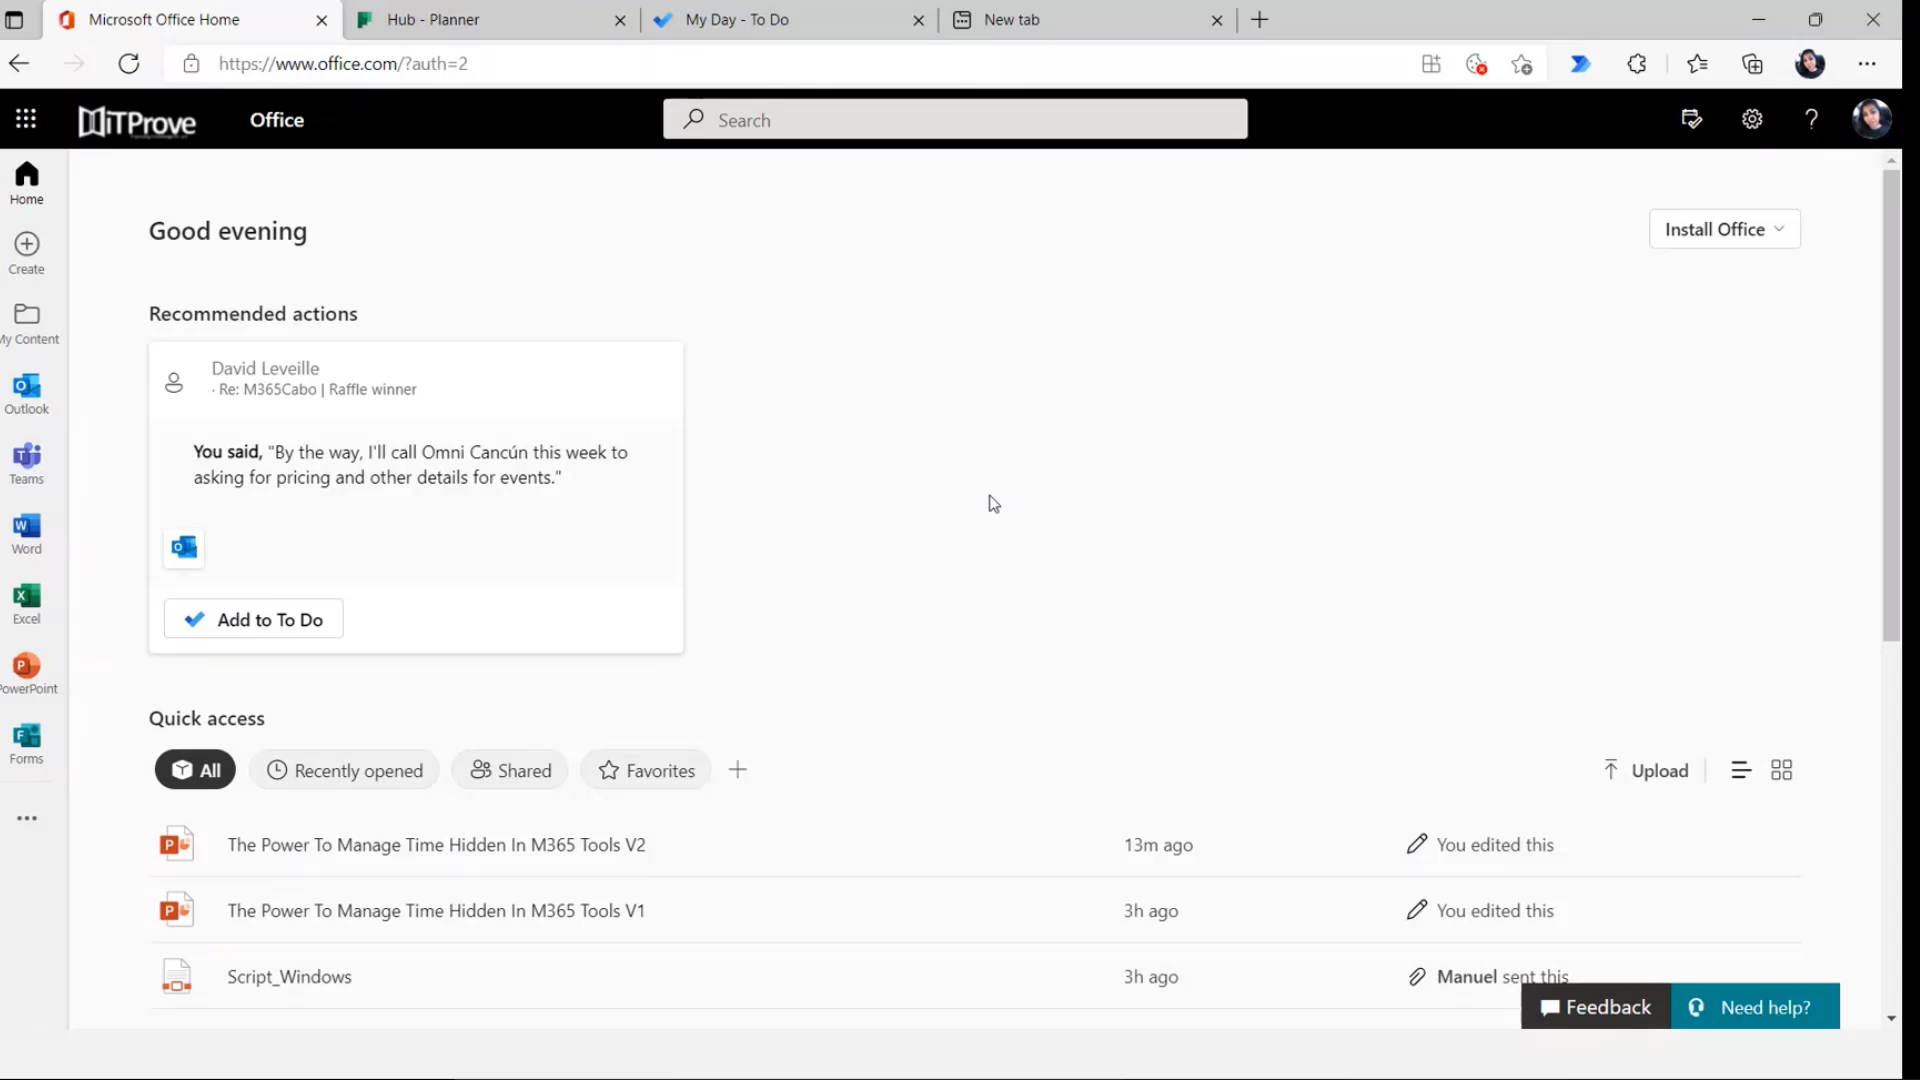 Microsoft Office Home
Hub - Planner
My Day - To Do
New tab
https://www.office.com/?auth=2
ITProve
Office
Search
Home
Create
My Content
Outlook
Teams
Word
Excel
PowerPoint
Forms
Good evening
Install Office
Recommended actions
David Leveille
· Re: M365Cabo | Raffle winner
You said, "By the way, I'll call Omni Cancún this week to
asking for pricing and other details for events."
Add to To Do
Quick access
All
Recently opened
Shared
Favorites
Upload
The Power To Manage Time Hidden In M365 Tools V2 13m ago You edited this
The Power To Manage Time Hidden In M365 Tools V1 3h ago You edited this
Script_Windows 3h ago Manuel sent this
Feedback
Need help?